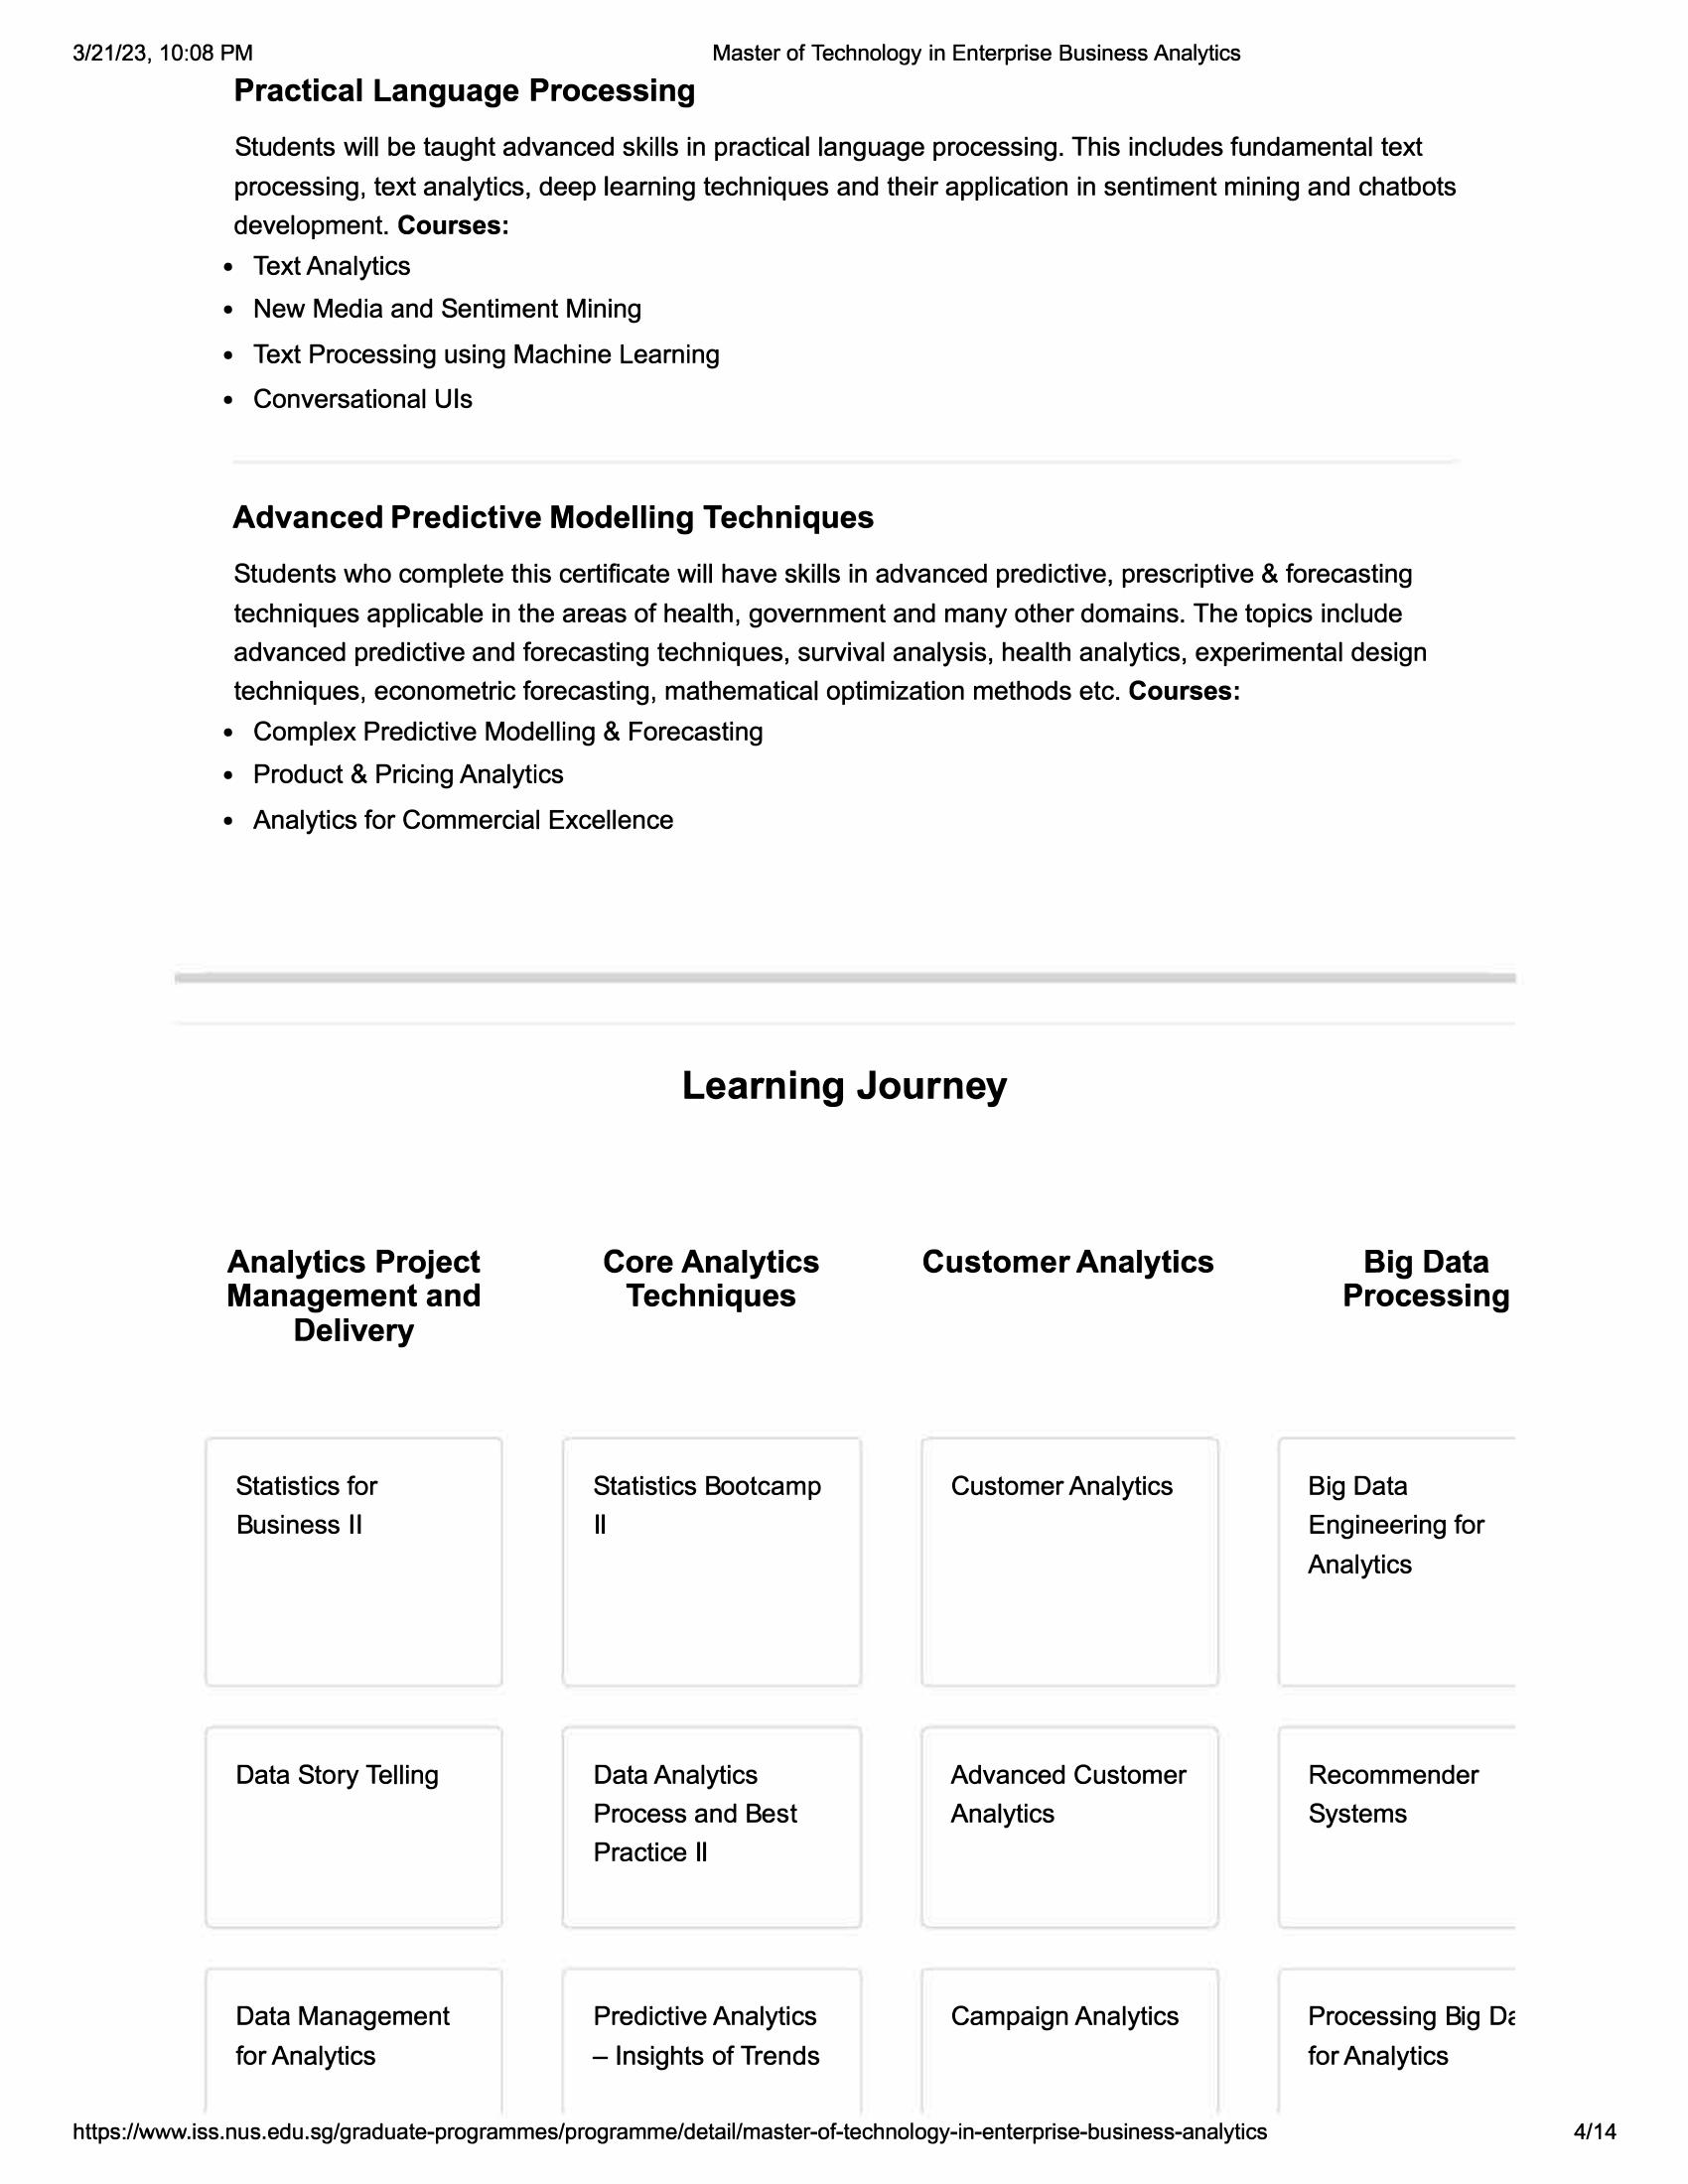 3/21/23, 10:08 PM
Master of Technology in Enterprise Business Analytics
Practical Language Processing
Students will be taught advanced skills in practical language processing. This includes fundamental text
processing, text analytics, deep learning techniques and their application in sentiment mining and chatbots
development. Courses:
• Text Analytics
• New Media and Sentiment Mining
• Text Processing using Machine Learning
• Conversational UIs
Advanced Predictive Modelling Techniques
Students who complete this certificate will have skills in advanced predictive, prescriptive & forecasting
techniques applicable in the areas of health, government and many other domains. The topics include
advanced predictive and forecasting techniques, survival analysis, health analytics, experimental design
techniques, econometric forecasting, mathematical optimization methods etc. Courses:
• Complex Predictive Modelling & Forecasting
• Product & Pricing Analytics
• Analytics for Commercial Excellence
Learning Journey
Analytics Project
Management and
Delivery
Core Analytics
Techniques
Customer Analytics
Big Data
Processing
Statistics for
Business II
Statistics Bootcamp
II
Customer Analytics
Big Data
Engineering for
Analytics
Data Story Telling
Data Analytics
Process and Best
Practice II
Advanced Customer
Analytics
Recommender
Systems
Data Management
for Analytics
Predictive Analytics
– Insights of Trends
Campaign Analytics
Processing Big
for Analytics
https://www.iss.nus.edu.sg/graduate-programmes/programme/detail/master-of-technology-in-enterprise-business-analytics
4/14